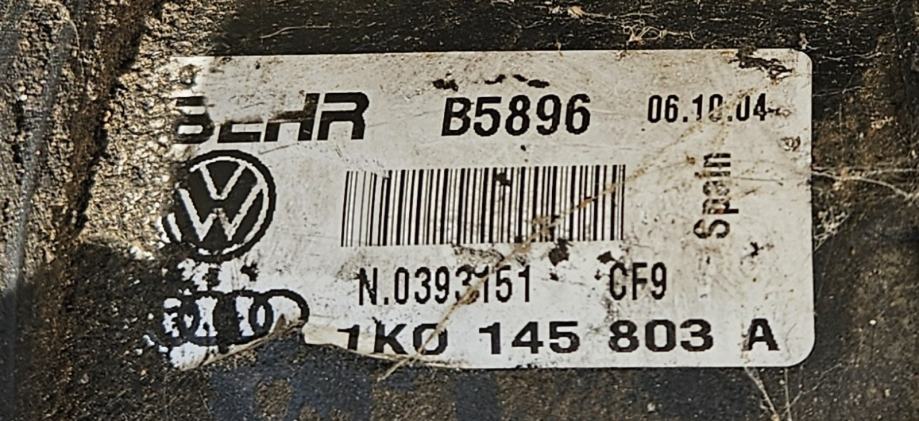 BEHR B5896 06.10.04
Spain
N.0393151 CF9
1K0 145 803 A